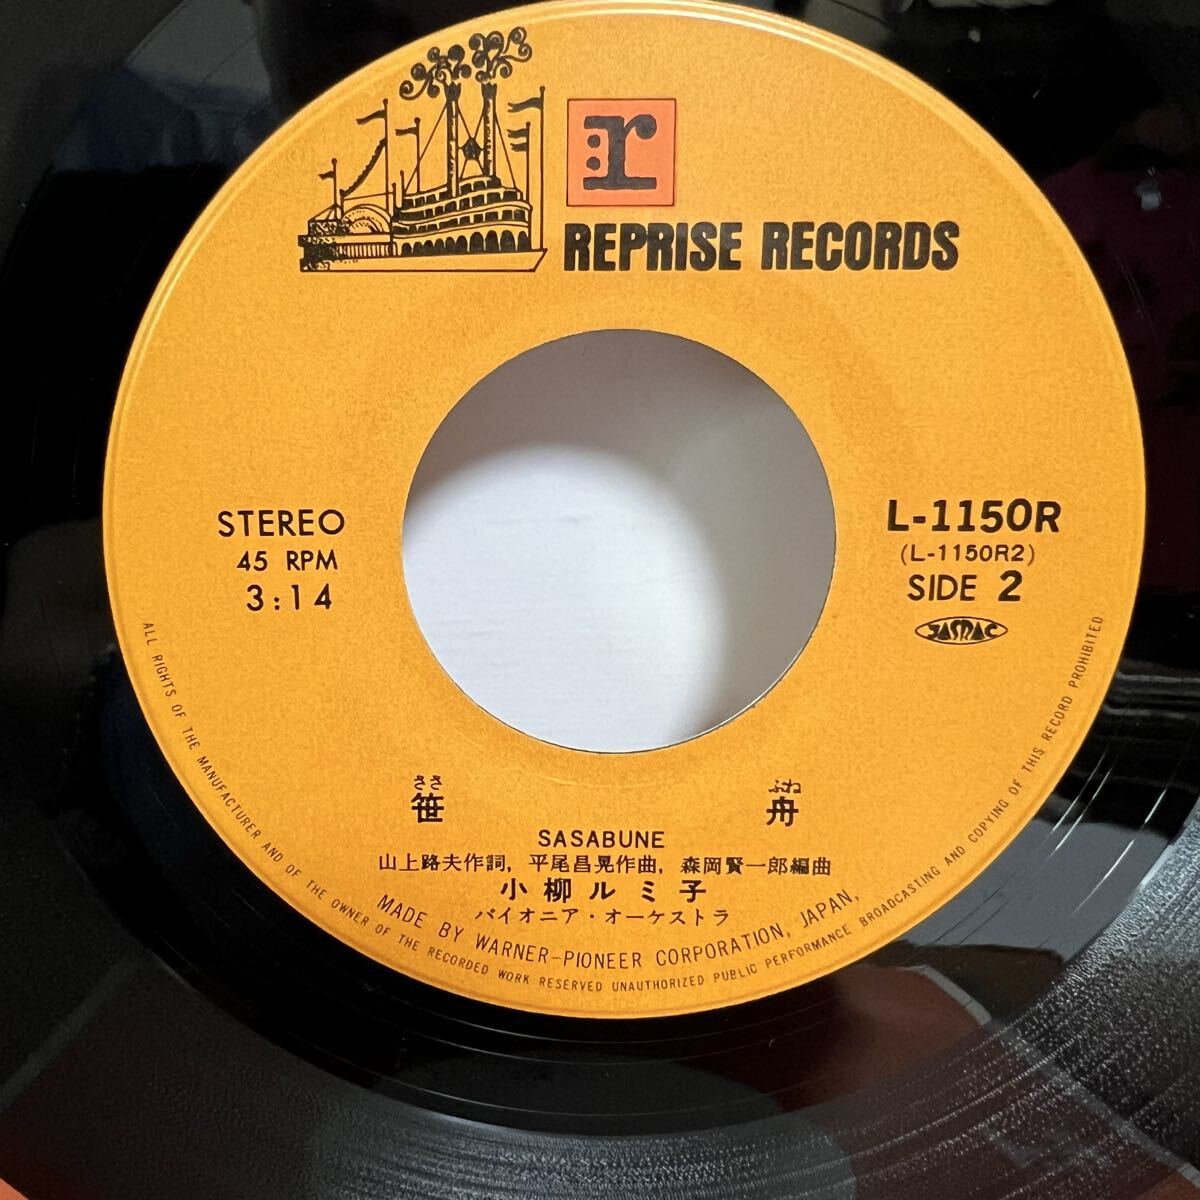 r
REPRISE RECORDS
STEREO
45 RPM
3:14
L-1150R
(L-1150R2)
SIDE 2
JASRAC
ささ ぶね
笹 舟
SASABUNE
山上路夫作詞, 平尾昌晃作曲, 森岡賢一郎編曲
小柳ルミ子
パイオニア・オーケストラ
MADE BY WARNER-PIONEER CORPORATION, JAPAN,
ALL RIGHTS OF THE MANUFACTURER AND OF THE OWNER OF THE RECORDED WORK RESERVED UNAUTHORIZED PUBLIC PERFORMANCE BROADCASTING AND COPYING OF THIS RECORD PROHIBITED